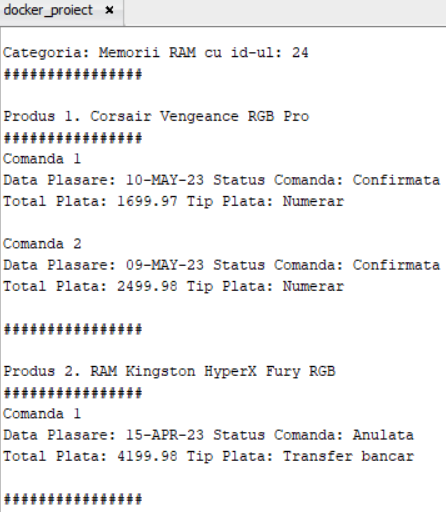 docker_proiect ×
Categoria: Memorii RAM cu id-ul: 24
################
Produs 1. Corsair Vengeance RGB Pro
################
Comanda 1
Data Plasare: 10-MAY-23 Status Comanda: Confirmata
Total Plata: 1699.97 Tip Plata: Numerar
Comanda 2
Data Plasare: 09-MAY-23 Status Comanda: Confirmata
Total Plata: 2499.98 Tip Plata: Numerar
################
Produs 2. RAM Kingston HyperX Fury RGB
################
Comanda 1
Data Plasare: 15-APR-23 Status Comanda: Anulata
Total Plata: 4199.98 Tip Plata: Transfer bancar
################